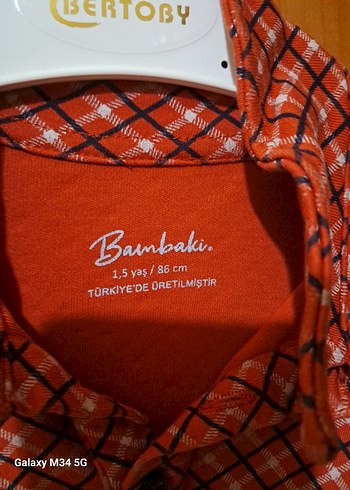 BERTOBY
Bambaki.
1,5 yaş / 86 cm
TÜRKİYE'DE ÜRETİLMİŞTİR
Galaxy M34 5G